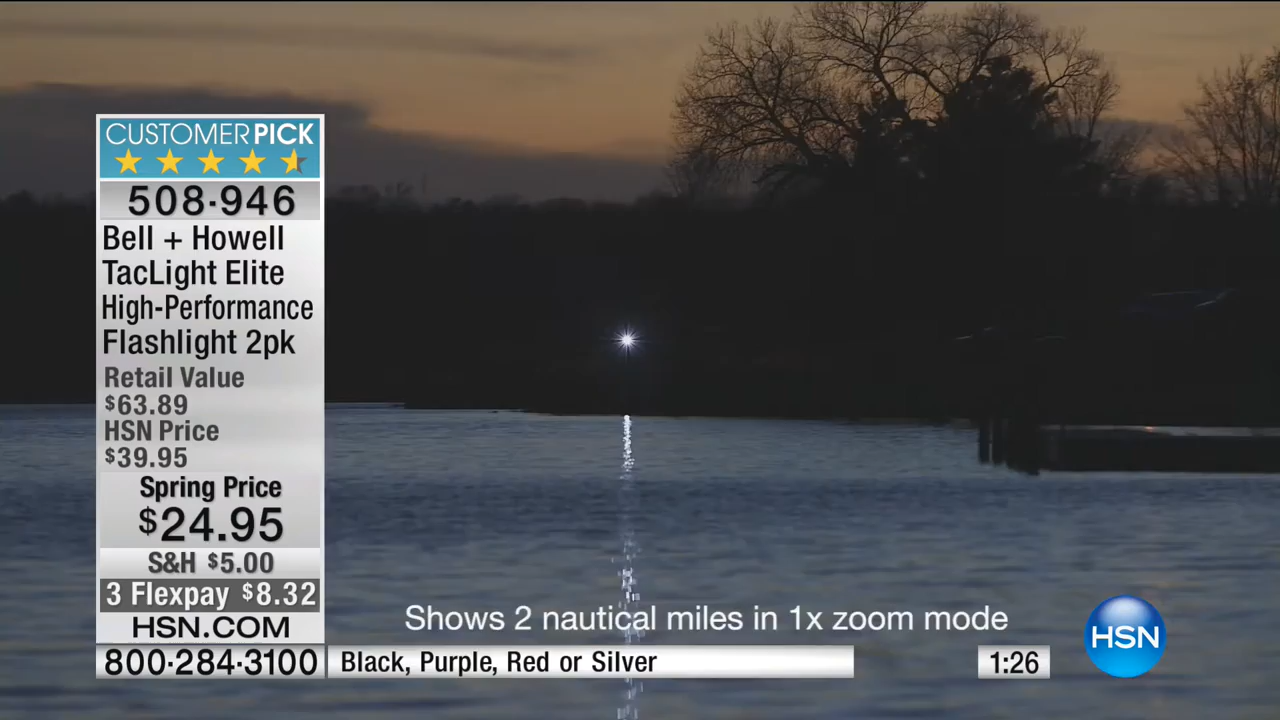 CUSTOMERPICK
508·946
Bell + Howell
TacLight Elite
High-Performance
Flashlight 2pk
Retail Value
$63.89
HSN Price
$39.95
Spring Price
$24.95
S&H $5.00
3 Flexpay $8.32
HSN.COM
800·284·3100
Shows 2 nautical miles in 1x zoom mode
Black, Purple, Red or Silver
1:26
HSN